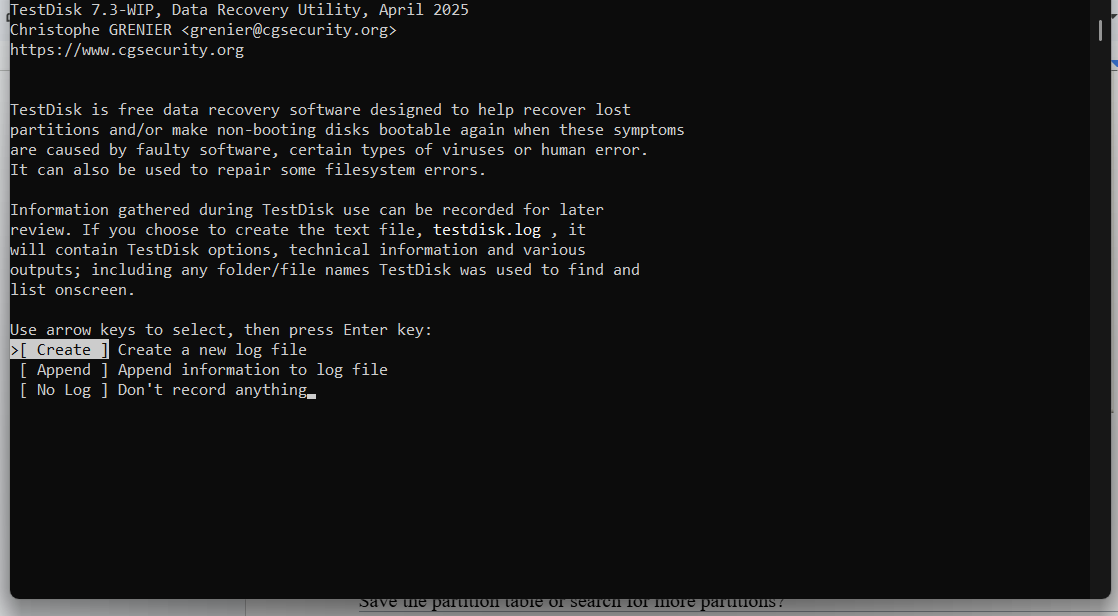 TestDisk 7.3-WIP, Data Recovery Utility, April 2025
Christophe GRENIER <grenier@cgsecurity.org>
https://www.cgsecurity.org
TestDisk is free data recovery software designed to help recover lost
partitions and/or make non-booting disks bootable again when these symptoms
are caused by faulty software, certain types of viruses or human error.
It can also be used to repair some filesystem errors.
Information gathered during TestDisk use can be recorded for later
review. If you choose to create the text file, testdisk.log , it
will contain TestDisk options, technical information and various
outputs; including any folder/file names TestDisk was used to find and
list onscreen.
Use arrow keys to select, then press Enter key:
>[ Create ] Create a new log file
[ Append ] Append information to log file
[ No Log ] Don't record anything
Save the partition table or search for more partitions?